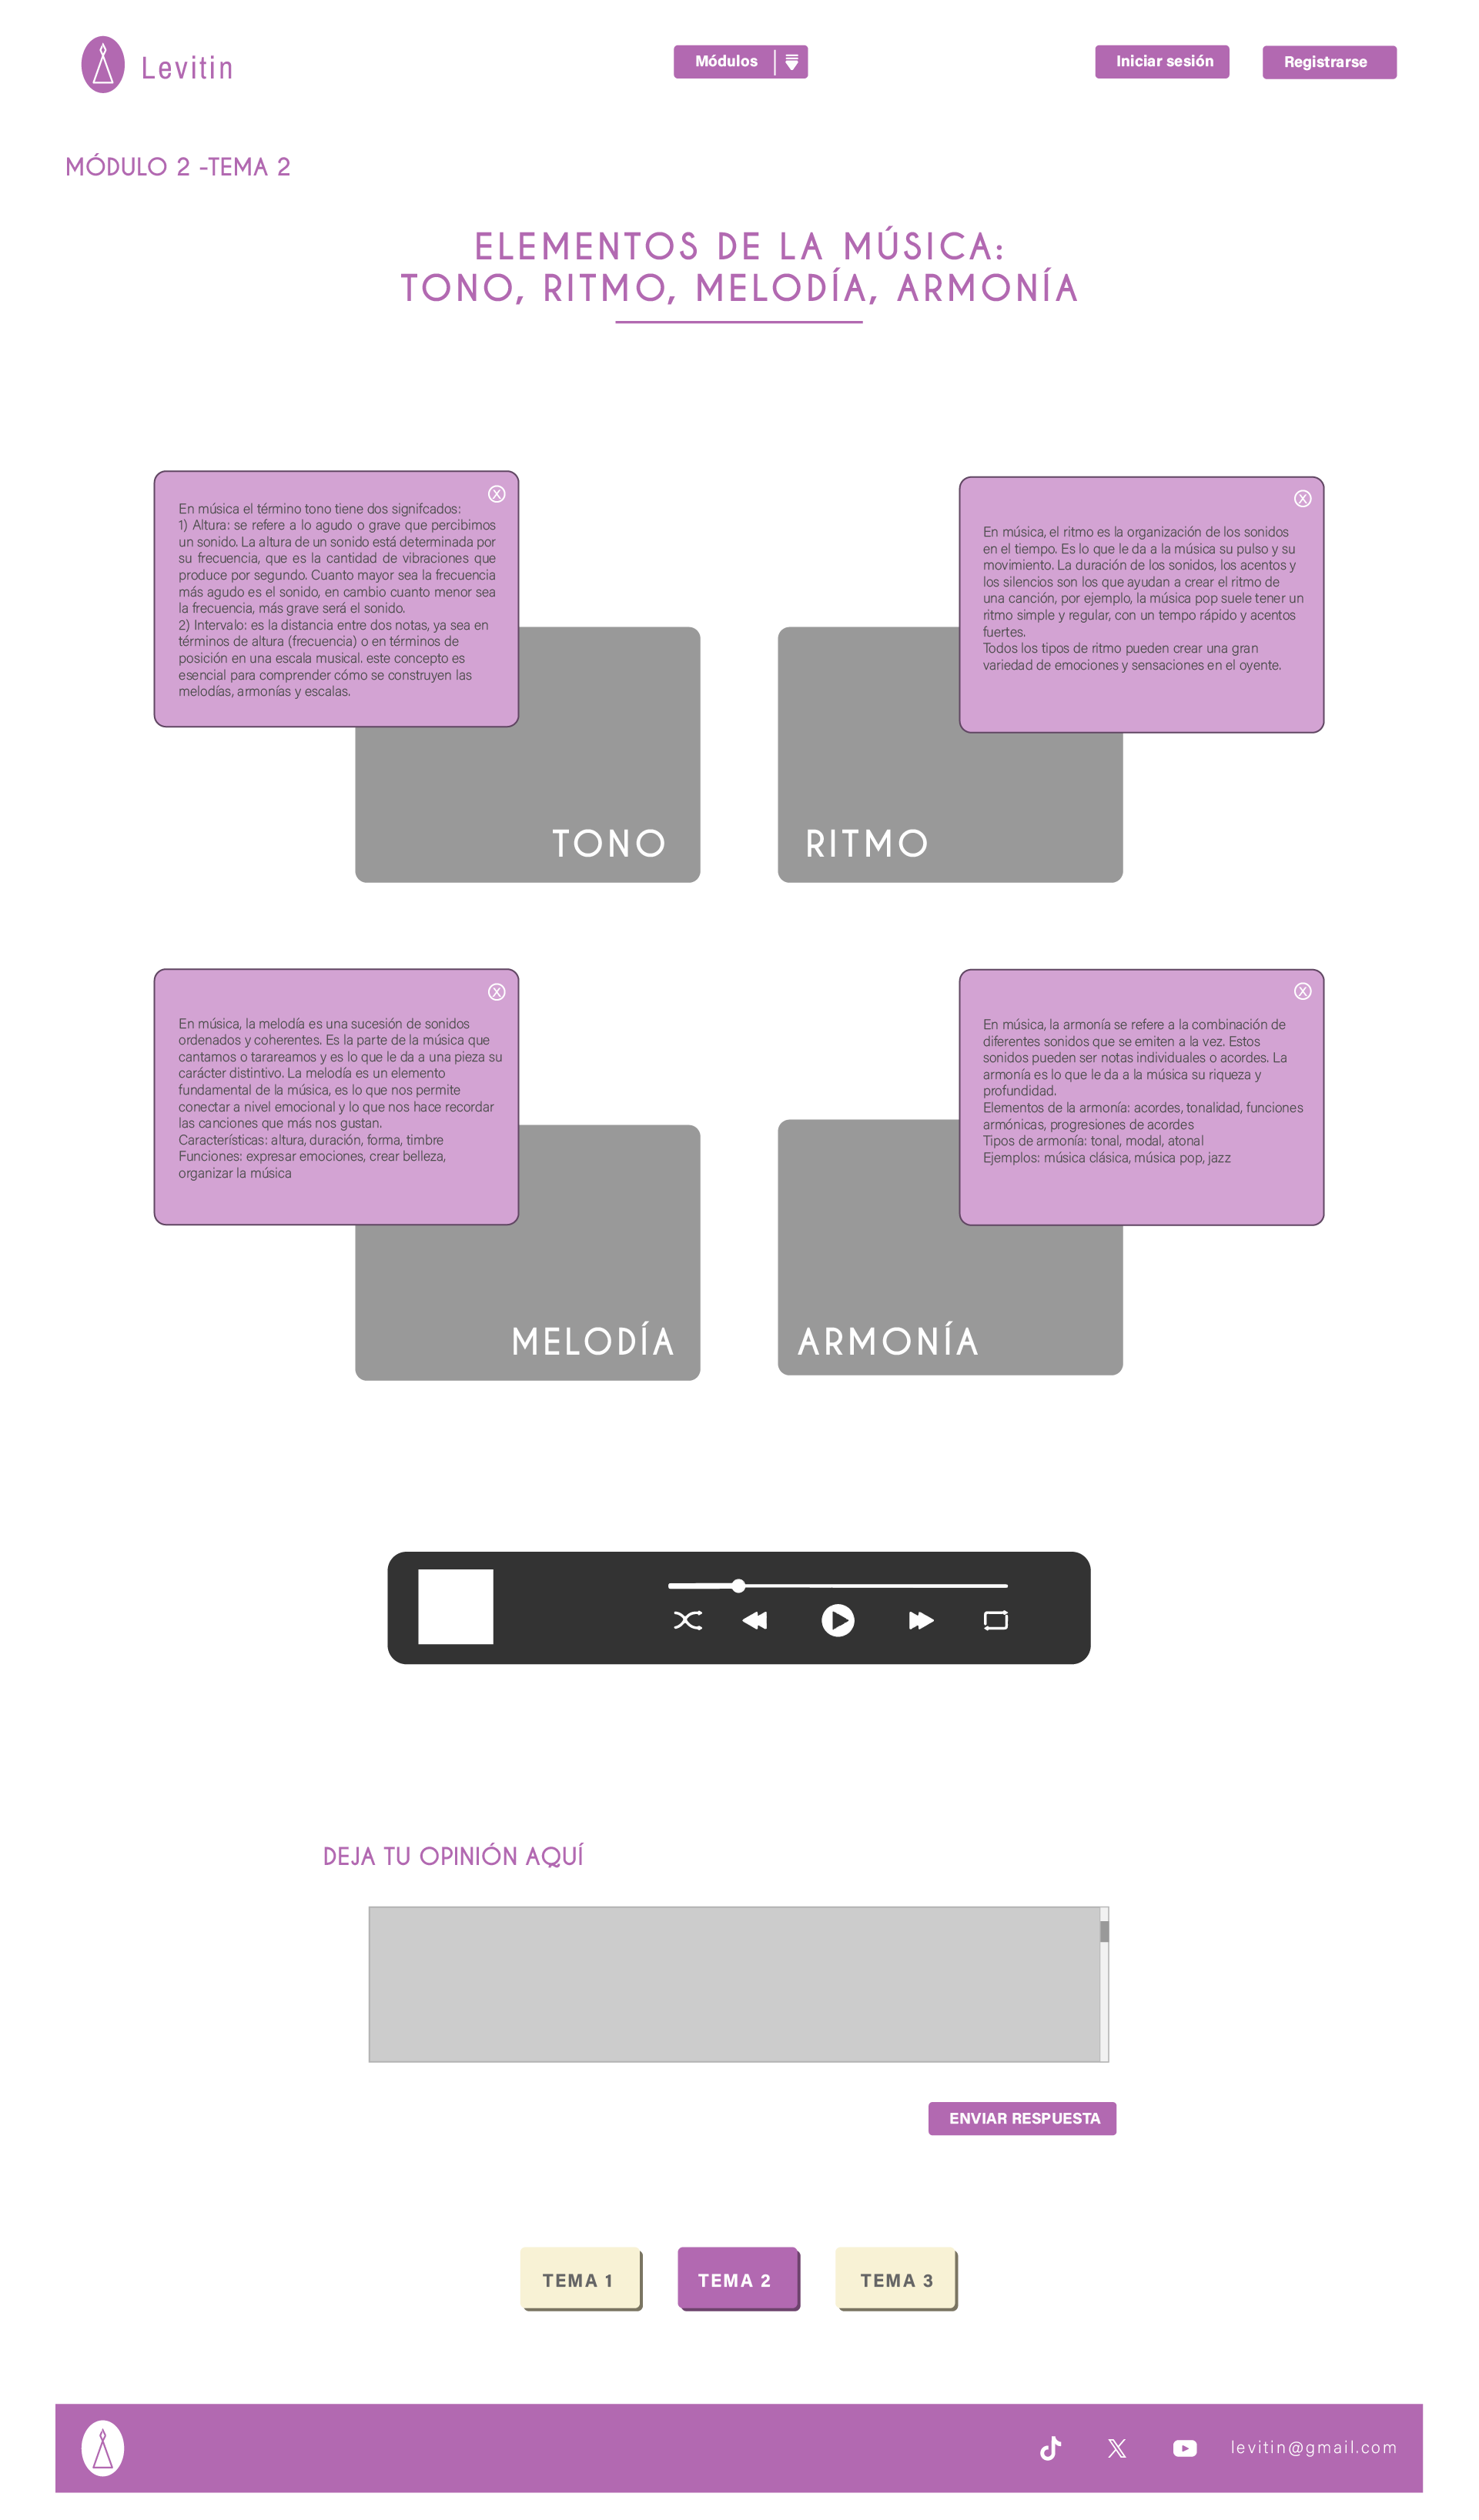 Levitin
Módulos
Iniciar sesión
Registrarse
MÓDULO 2 -TEMA 2
ELEMENTOS DE LA MÚSICA:
TONO, RITMO, MELODÍA, ARMONÍA
En música el término tono tiene dos signifcados:
1) Altura: se refere a lo agudo o grave que percibimos
un sonido. La altura de un sonido está determinada por
su frecuencia, que es la cantidad de vibraciones que
produce por segundo. Cuanto mayor sea la frecuencia
más agudo es el sonido, en cambio cuanto menor sea
la frecuencia, más grave será el sonido.
2) Intervalo: es la distancia entre dos notas, ya sea en
términos de altura (frecuencia) o en términos de
posición en una escala musical. este concepto es
esencial para comprender cómo se construyen las
melodías, armonías y escalas.
TONO
En música, el ritmo es la organización de los sonidos
en el tiempo. Es lo que le da a la música su pulso y su
movimiento. La duración de los sonidos, los acentos y
los silencios son los que ayudan a crear el ritmo de
una canción, por ejemplo, la música pop suele tener un
ritmo simple y regular, con un tempo rápido y acentos
fuertes.
Todos los tipos de ritmo pueden crear una gran
variedad de emociones y sensaciones en el oyente.
RITMO
En música, la melodía es una sucesión de sonidos
ordenados y coherentes. Es la parte de la música que
cantamos o tarareamos y es lo que le da a una pieza su
carácter distintivo. La melodía es un elemento
fundamental de la música, es lo que nos permite
conectar a nivel emocional y lo que nos hace recordar
las canciones que más nos gustan.
Características: altura, duración, forma, timbre
Funciones: expresar emociones, crear belleza,
organizar la música
MELODÍA
En música, la armonía se refere a la combinación de
diferentes sonidos que se emiten a la vez. Estos
sonidos pueden ser notas individuales o acordes. La
armonía es lo que le da a la música su riqueza y
profundidad.
Elementos de la armonía: acordes, tonalidad, funciones
armónicas, progresiones de acordes
Tipos de armonía: tonal, modal, atonal
Ejemplos: música clásica, música pop, jazz
ARMONÍA
DEJA TU OPINIÓN AQUÍ
ENVIAR RESPUESTA
TEMA 1
TEMA 2
TEMA 3
levitin@gmail.com